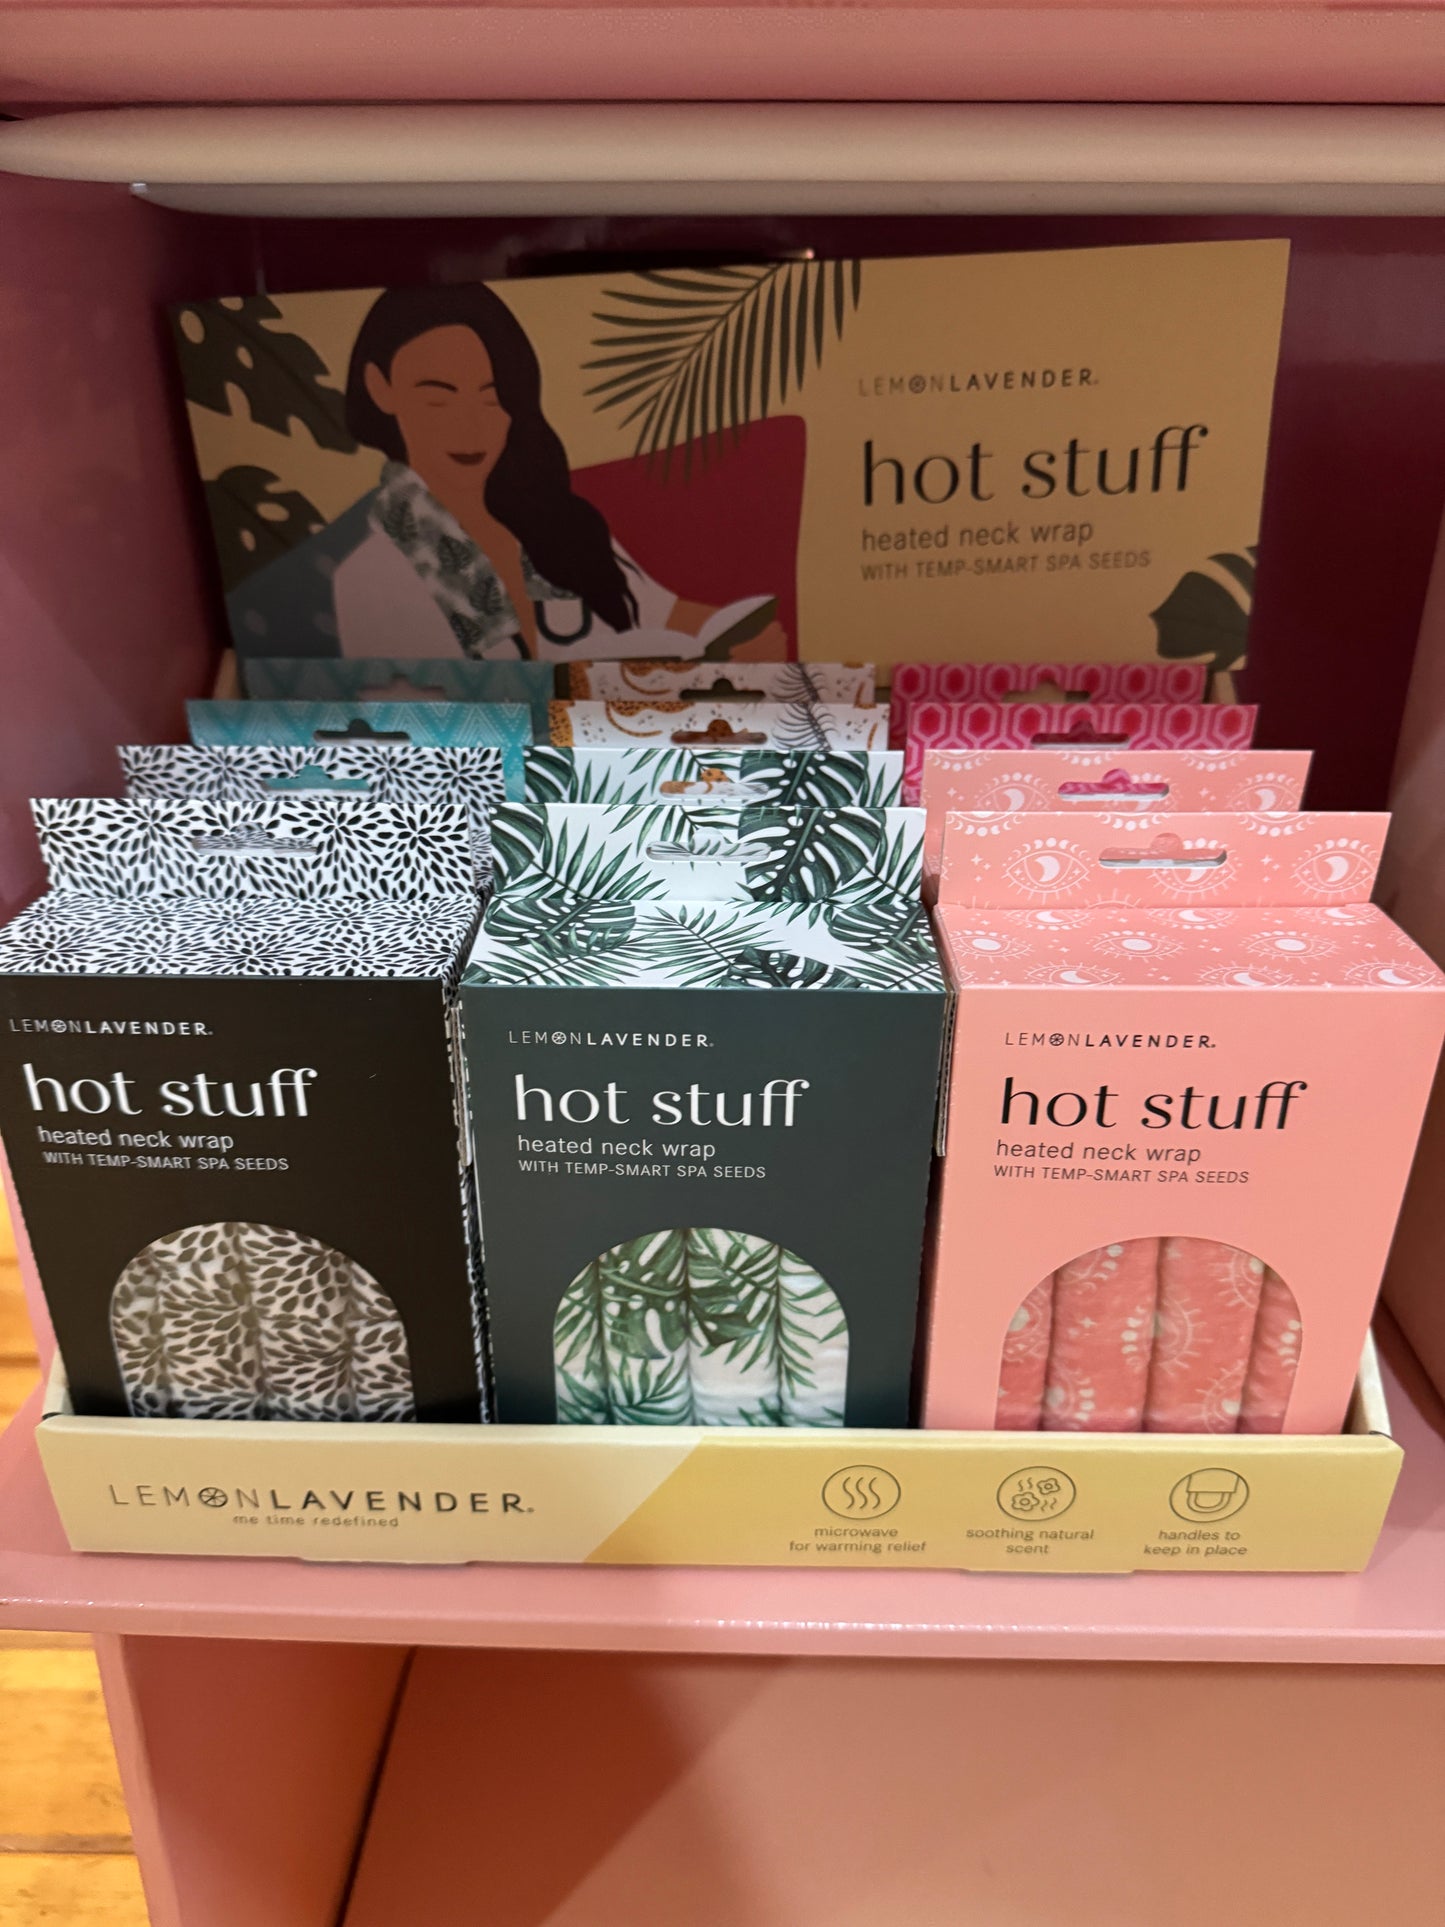 LEMONLAVENDER®
hot stuff
heated neck wrap
WITH TEMP-SMART SPA SEEDS
LEMONLAVENDER®
hot stuff
heated neck wrap
WITH TEMP-SMART SPA SEEDS
LEMONLAVENDER®
hot stuff
heated neck wrap
WITH TEMP-SMART SPA SEEDS
LEMONLAVENDER®
hot stuff
heated neck wrap
WITH TEMP-SMART SPA SEEDS
LEMONLAVENDER®
me time redefined
microwave
for warming relief
soothing natural
scent
handles to
keep in place